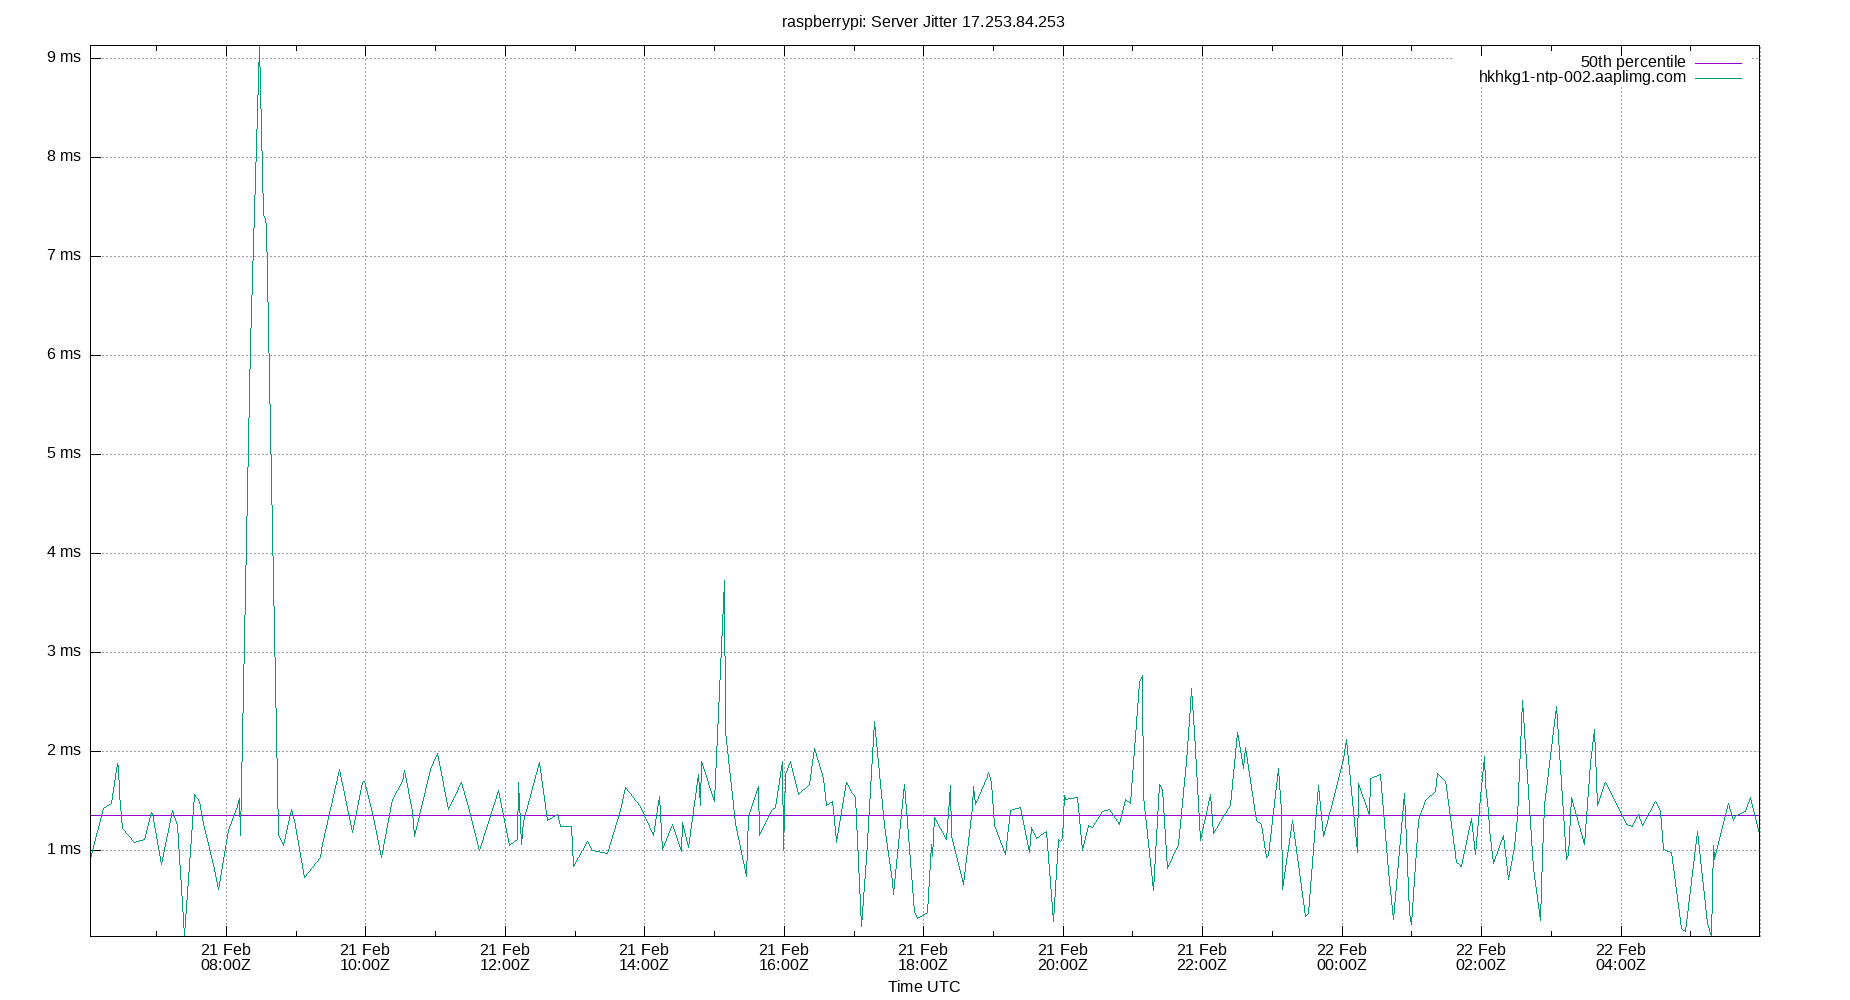 raspberrypi: Server Jitter 17.253.84.253
9 ms
8 ms
7 ms
6 ms
5 ms
4 ms
3 ms
2 ms
1 ms
50th percentile
hkhkg1-ntp-002.aaplimg.com
21 Feb 21 Feb 21 Feb 21 Feb 21 Feb 21 Feb 21 Feb 21 Feb 22 Feb 22 Feb 22 Feb
08:00Z 10:00Z 12:00Z 14:00Z 16:00Z 18:00Z 20:00Z 22:00Z 00:00Z 02:00Z 04:00Z
Time UTC